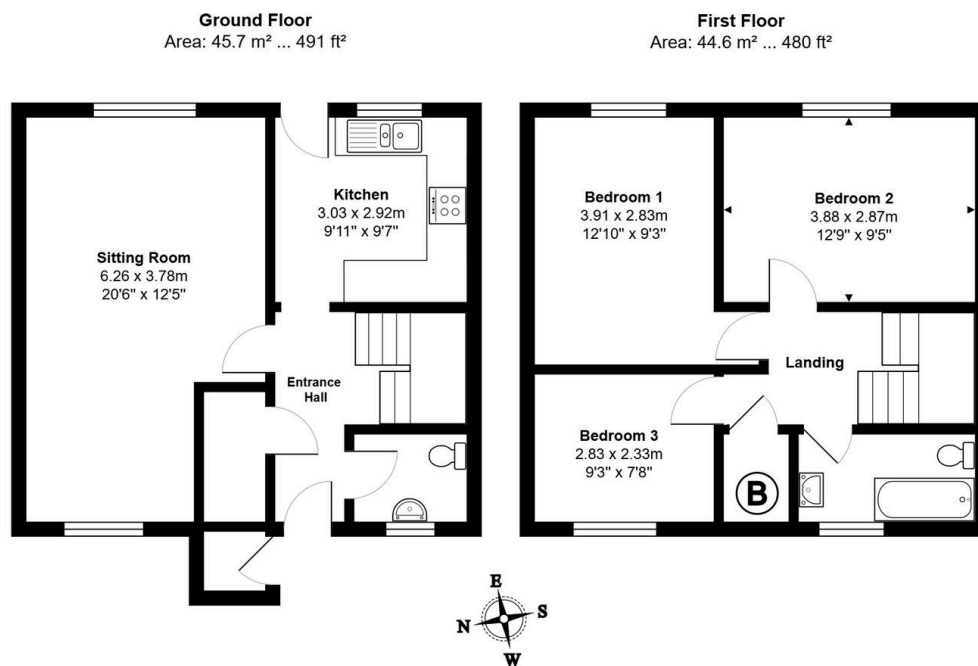 Ground Floor
Area: 45.7 m² ... 491 ft²
First Floor
Area: 44.6 m² ... 480 ft²
Kitchen
3.03 x 2.92m
9'11" x 9'7"
Sitting Room
6.26 x 3.78m
20'6" x 12'5"
Entrance
Hall
Bedroom 1
3.91 x 2.83m
12'10" x 9'3"
Bedroom 2
3.88 x 2.87m
12'9" x 9'5"
Landing
Bedroom 3
2.83 x 2.33m
9'3" x 7'8"
B
E
N
S
W